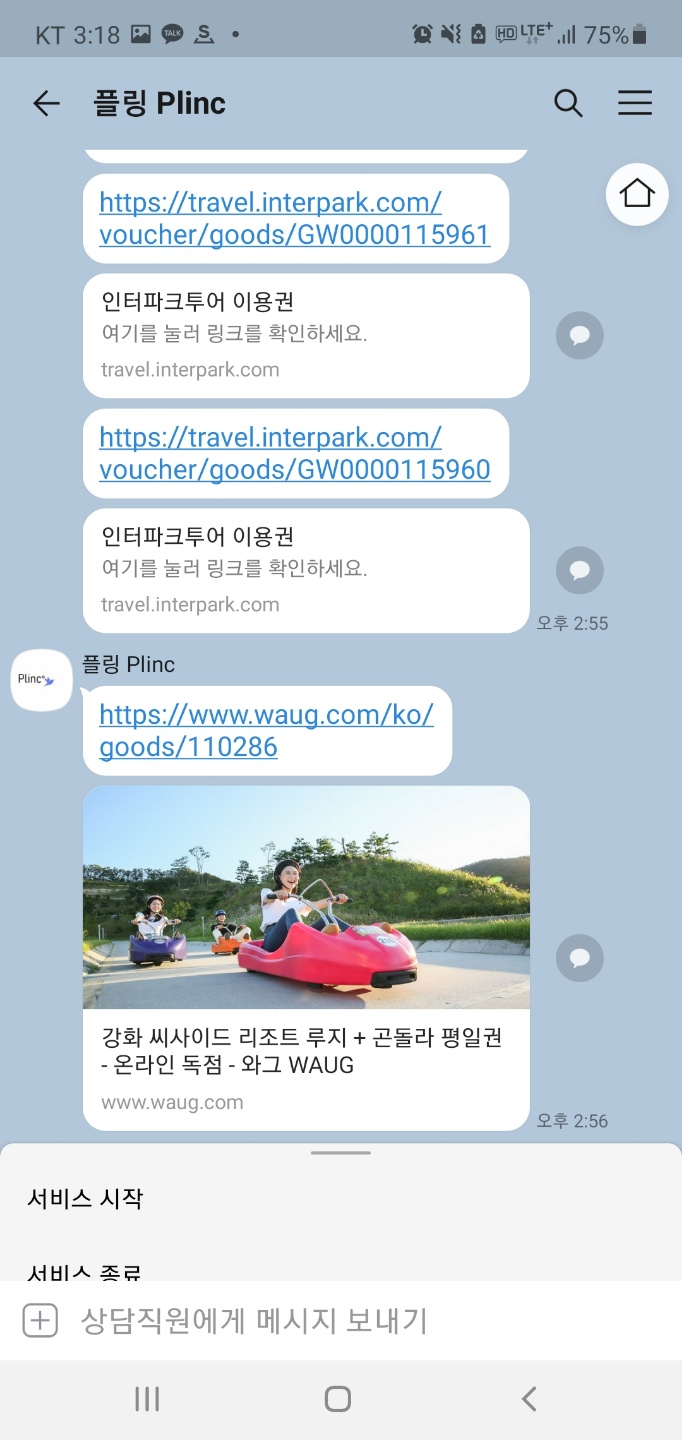 KT 3:18 TALK S HD LTE+ 75%
플링 Plinc
https://travel.interpark.com/
voucher/goods/GW0000115961
인터파크투어 이용권
여기를 눌러 링크를 확인하세요.
travel.interpark.com
https://travel.interpark.com/
voucher/goods/GW0000115960
인터파크투어 이용권
여기를 눌러 링크를 확인하세요.
travel.interpark.com
오후 2:55
Plinc
플링 Plinc
https://www.waug.com/ko/
goods/110286
강화 씨사이드 리조트 루지 + 곤돌라 평일권
- 온라인 독점 - 와그 WAUG
www.waug.com
오후 2:56
서비스 시작
서비스 종료
상담직원에게 메시지 보내기